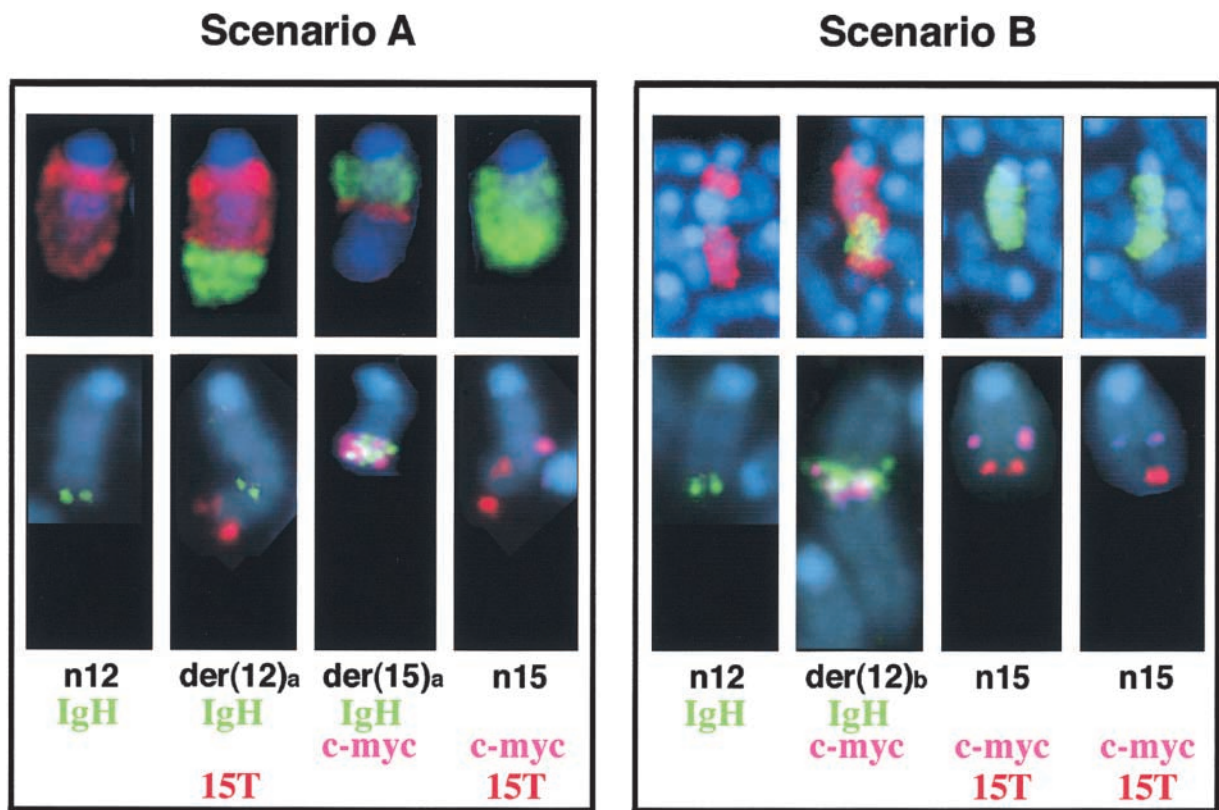 Scenario A
Scenario B
n12 der(12)a der(15)a n15
IgH IgH IgH
c-myc c-myc
15T 15T
n12 der(12)b n15 n15
IgH IgH
c-myc c-myc c-myc
15T 15T